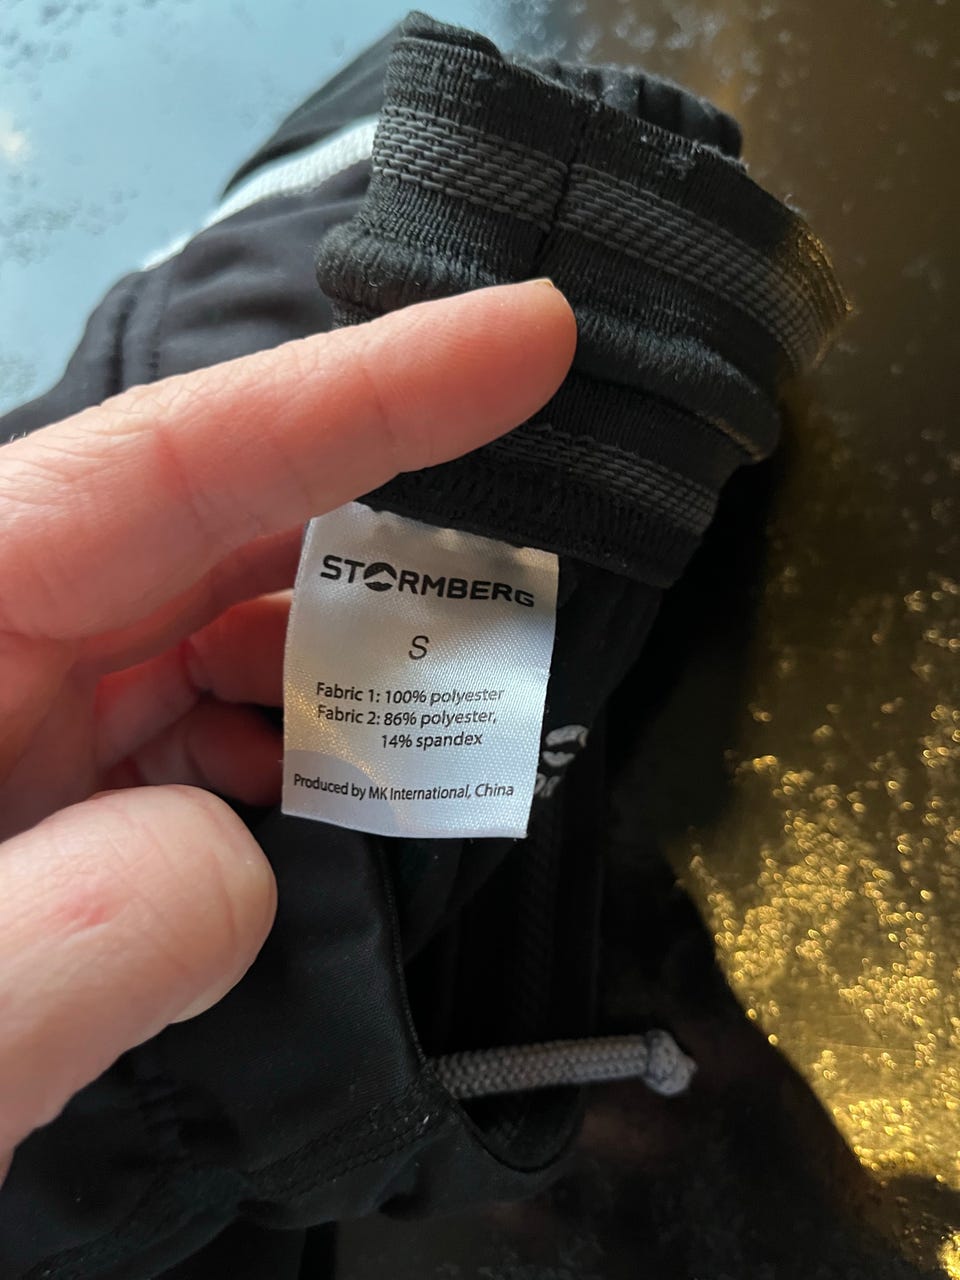 STORMBERG
S
Fabric 1: 100% polyester
Fabric 2: 86% polyester,
14% spandex
Produced by MK International, China